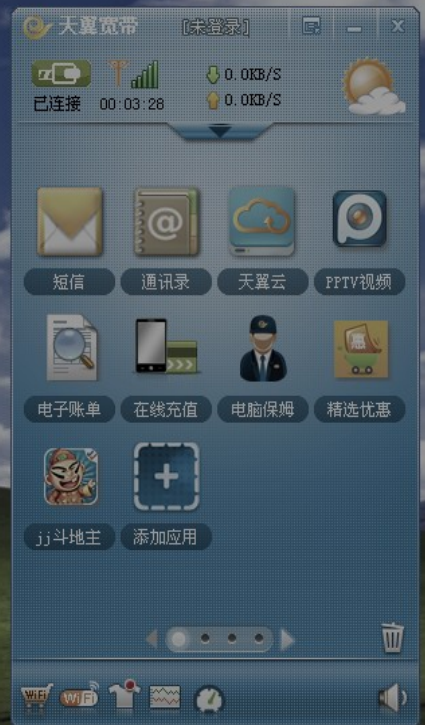 天翼宽带 [未登录]
0.0KB/S
已连接 00:03:28 0.0KB/S
短信 通讯录 天翼云 PPTV视频
电子账单 在线充值 电脑保姆 精选优惠
jj斗地主 添加应用
WiFi WiFi